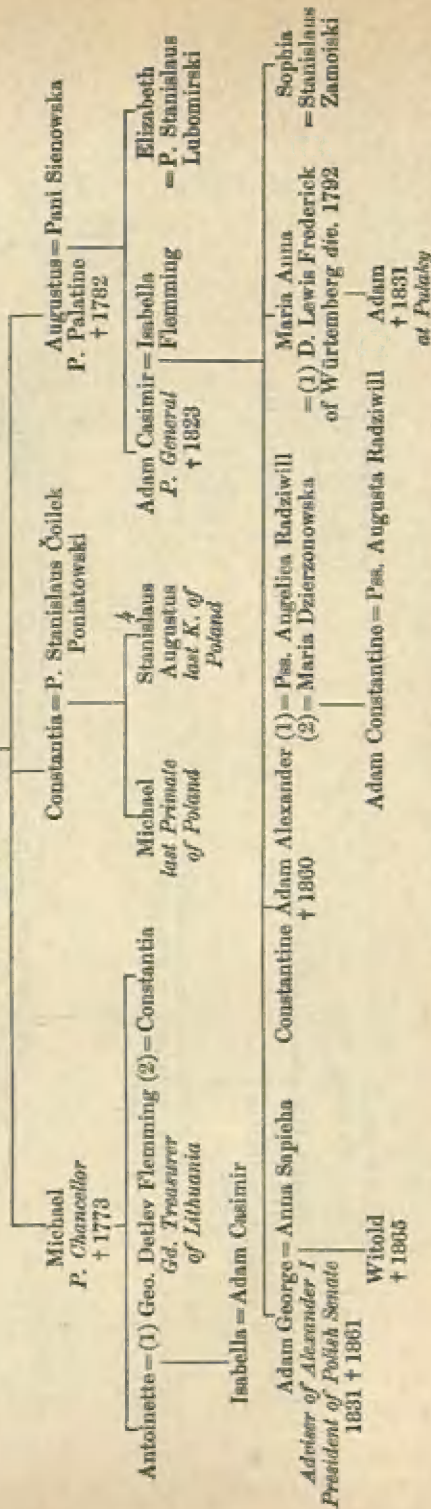 Michael
P. Chancellor
† 1773
Constantia=P. Stanislaus Čoilek
Poniatowski
Augustus=Pani Sienowska
P. Palatine
† 1782
Antoinette=(1) Geo. Detlev Flemming (2)=Constantia
Gd. Treasurer
of Lithuania
Michael
last Primate
of Poland
Stanislaus
Augustus
last K. of
Poland
4
Adam Casimir=Isabella
P. General Flemming
† 1823
Elizabeth
=P. Stanislaus
Lubomirski
Isabella=Adam Casimir
Adam George=Anna Sapieha
Adviser of Alexander I
President of Polish Senate
1831 † 1861
Constantine Adam Alexander (1)=Pss. Angelica Radziwill
† 1860 (2)=Maria Dzierzonowska
Maria Anna
=(1) D. Lewis Frederick
of Würtemberg div. 1792
Sophia
=Stanislaus
Zamoiski
Witold
† 1865
Adam Constantine=Pss. Augusta Radziwill
Adam
† 1831
at Pulaky